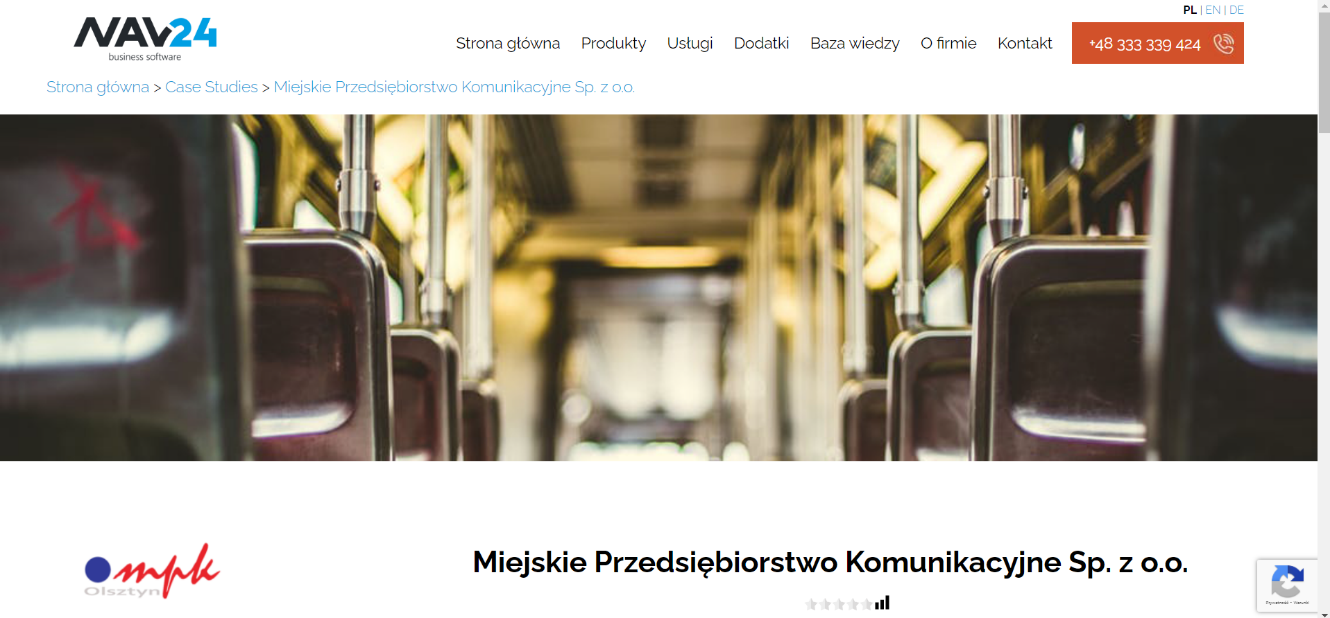 PL | EN | DE
NAV24
business software
Strona główna Produkty Usługi Dodatki Baza wiedzy O firmie Kontakt +48 333 339 424
Strona główna > Case Studies > Miejskie Przedsiębiorstwo Komunikacyjne Sp. z o.o.
mpk
Olsztyn
Miejskie Przedsiębiorstwo Komunikacyjne Sp. z o.o.
Prywatność - Warunki